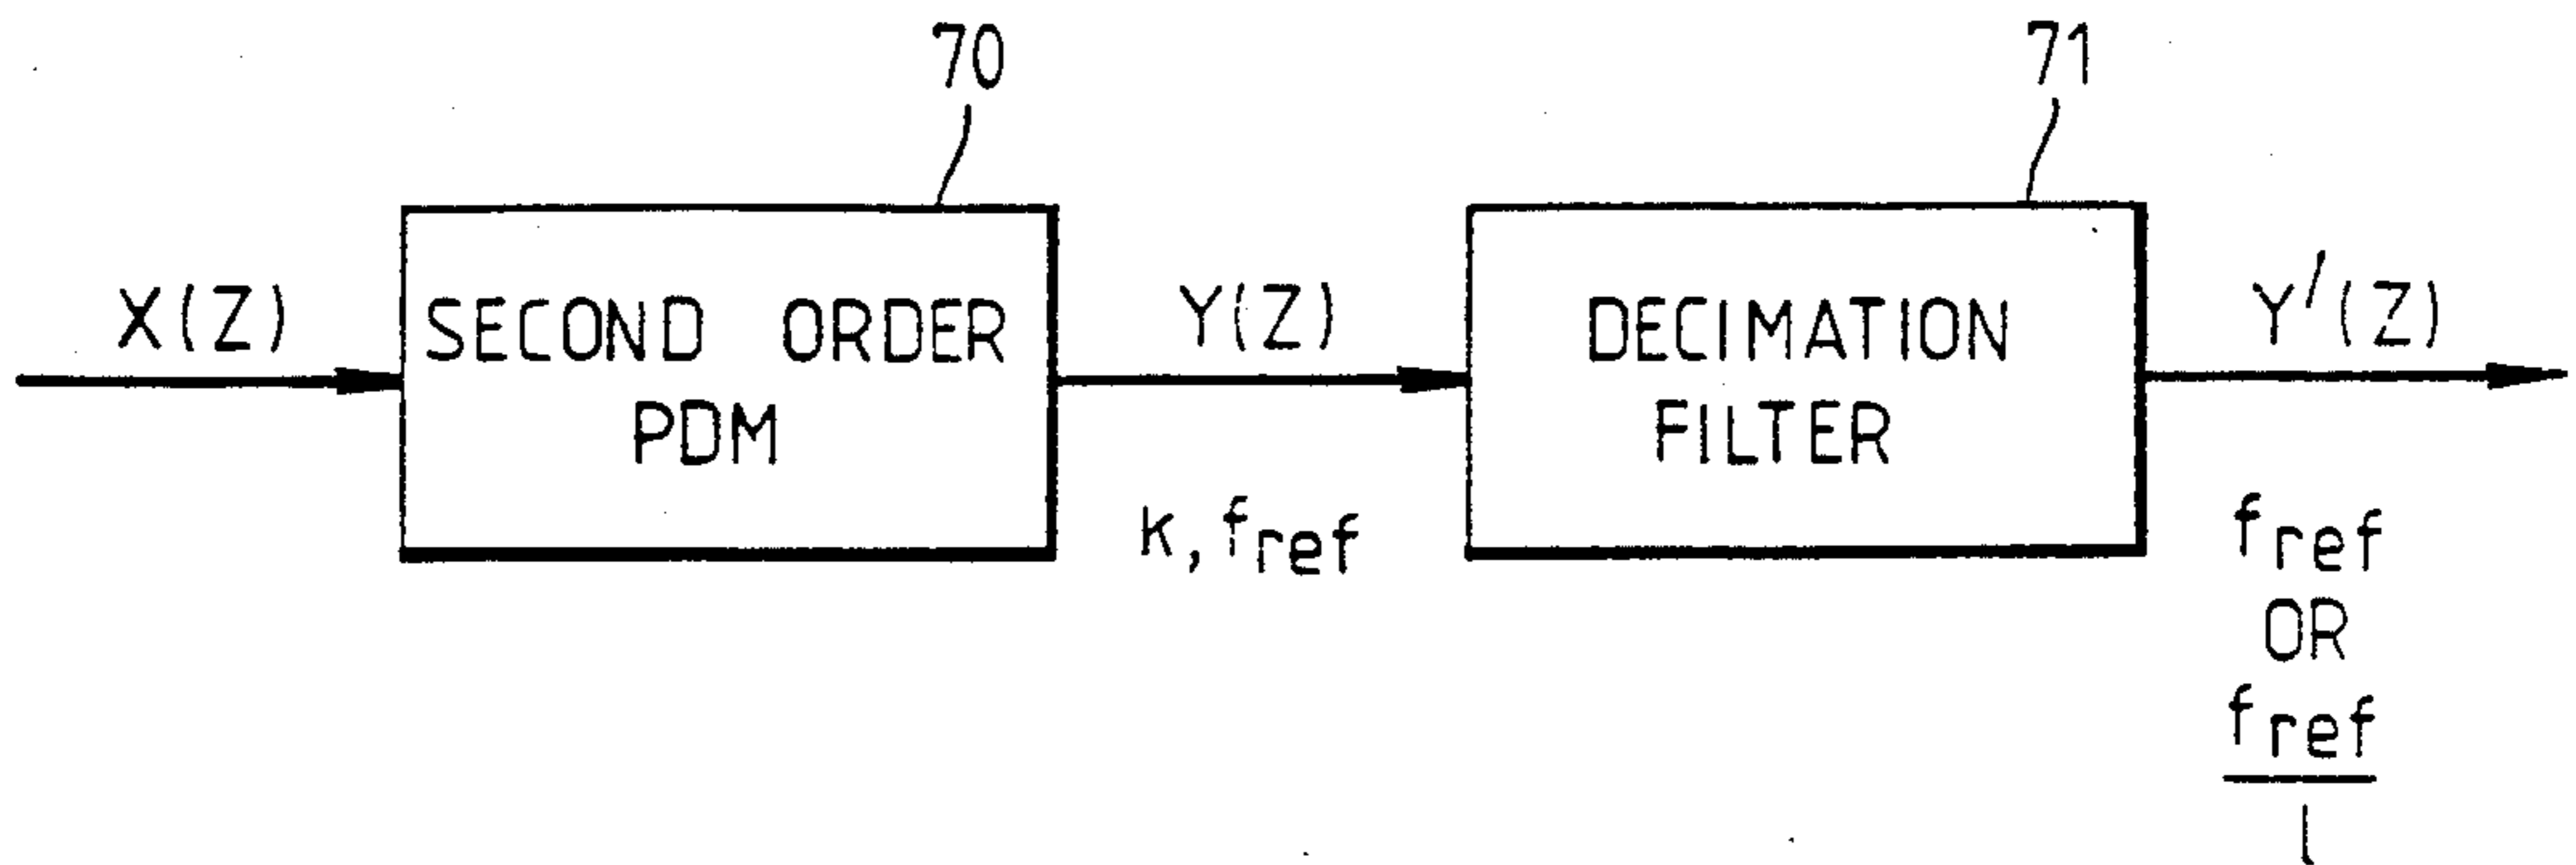 70
71
X(Z)
SECOND ORDER
PDM
Y(Z)
k, fref
DECIMATION
FILTER
Y'(Z)
fref
OR
fref
l